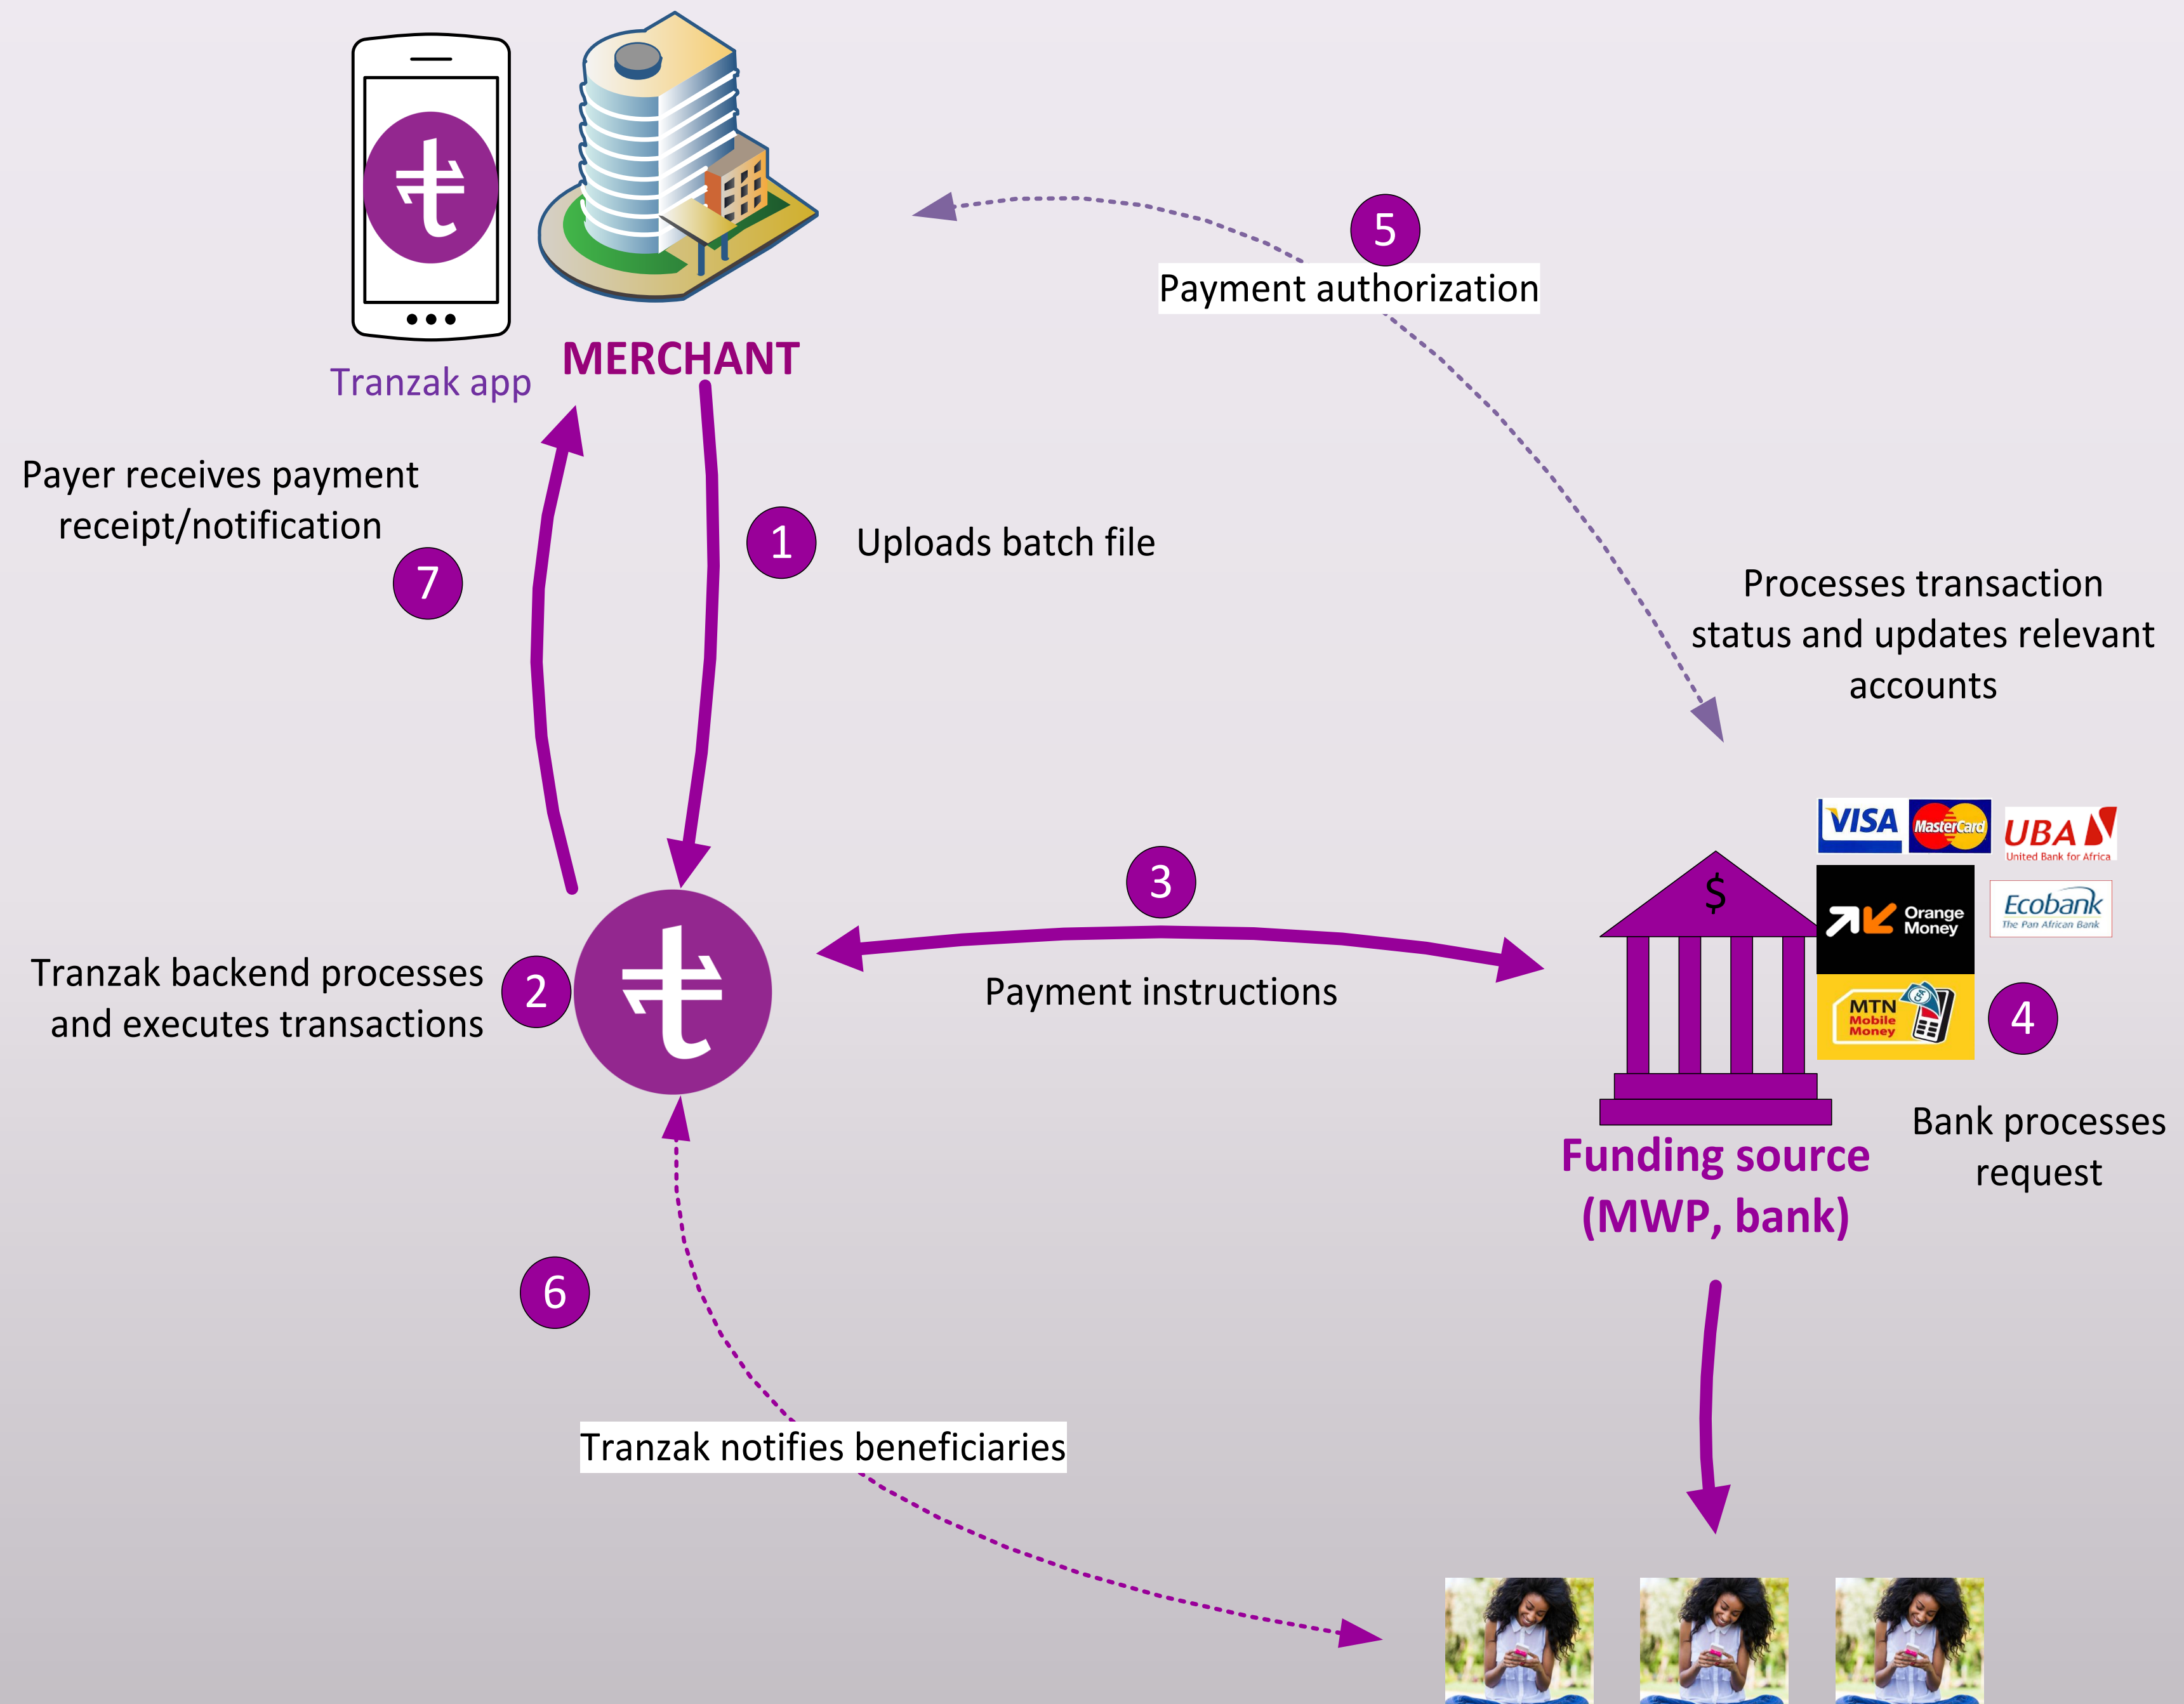 Tranzak app
MERCHANT
5
Payment authorization
Payer receives payment
receipt/notification
7
1
Uploads batch file
Processes transaction
status and updates relevant
accounts
VISA
MasterCard
UBA
United Bank for Africa
3
$
Orange
Money
Ecobank
The Pan African Bank
Tranzak backend processes
and executes transactions
2
Payment instructions
MTN
Mobile
Money
CFA
4
Bank processes
request
Funding source
(MWP, bank)
6
Tranzak notifies beneficiaries